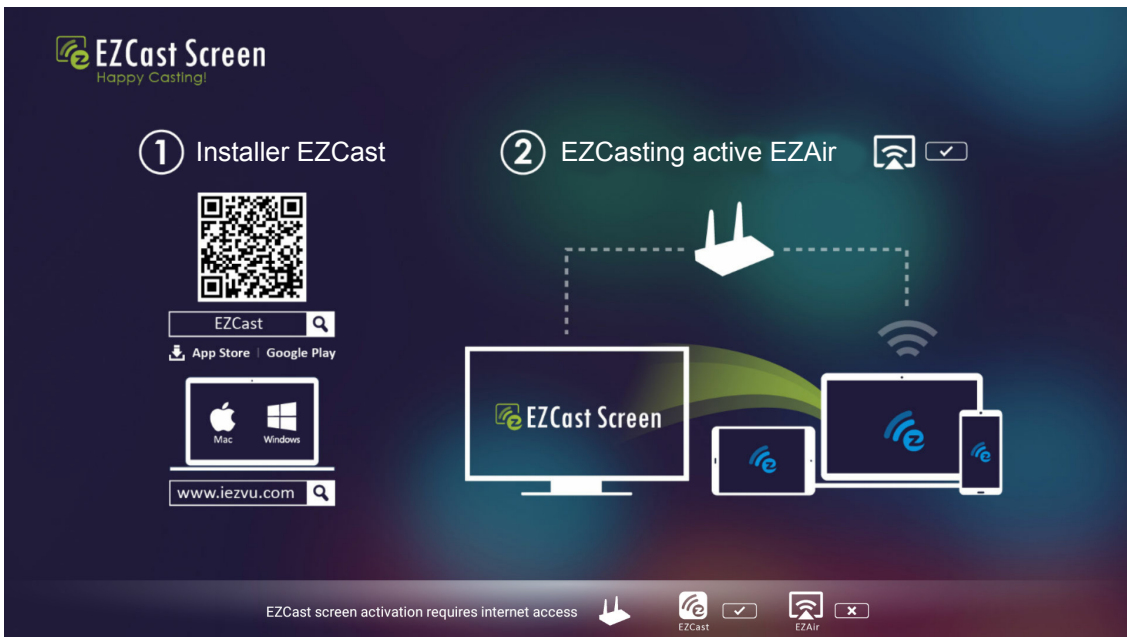 EZCast Screen
Happy Casting!
1 Installer EZCast
EZCast
App Store | Google Play
Mac Windows
www.iezvu.com
2 EZCasting active EZAir
EZCast Screen
EZCast screen activation requires internet access
EZCast
EZAir